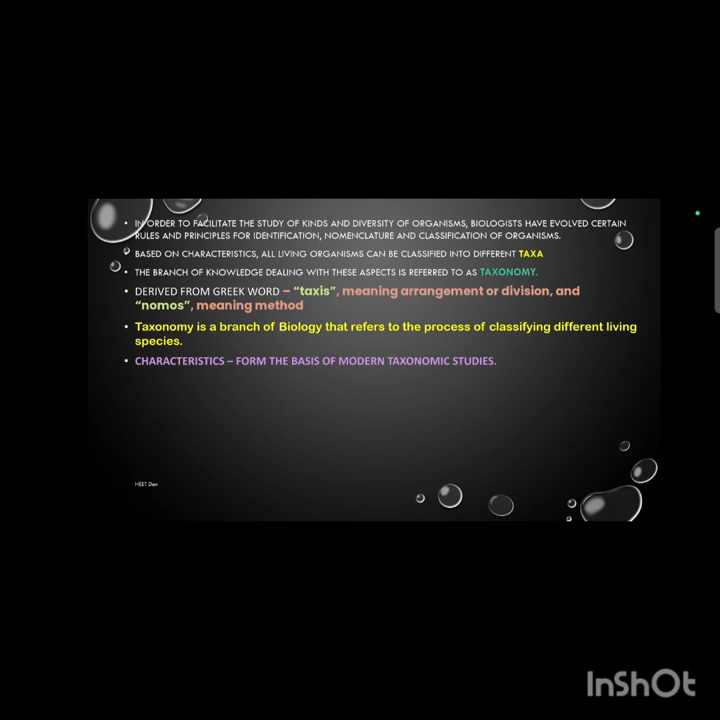 • IN ORDER TO FACILITATE THE STUDY OF KINDS AND DIVERSITY OF ORGANISMS, BIOLOGISTS HAVE EVOLVED CERTAIN
RULES AND PRINCIPLES FOR IDENTIFICATION, NOMENCLATURE AND CLASSIFICATION OF ORGANISMS.
• BASED ON CHARACTERISTICS, ALL LIVING ORGANISMS CAN BE CLASSIFIED INTO DIFFERENT TAXA
• THE BRANCH OF KNOWLEDGE DEALING WITH THESE ASPECTS IS REFERRED TO AS TAXONOMY.
• DERIVED FROM GREEK WORD – “taxis”, meaning arrangement or division, and
“nomos”, meaning method
• Taxonomy is a branch of Biology that refers to the process of classifying different living
species.
• CHARACTERISTICS – FORM THE BASIS OF MODERN TAXONOMIC STUDIES.
NEET Den
InShOt